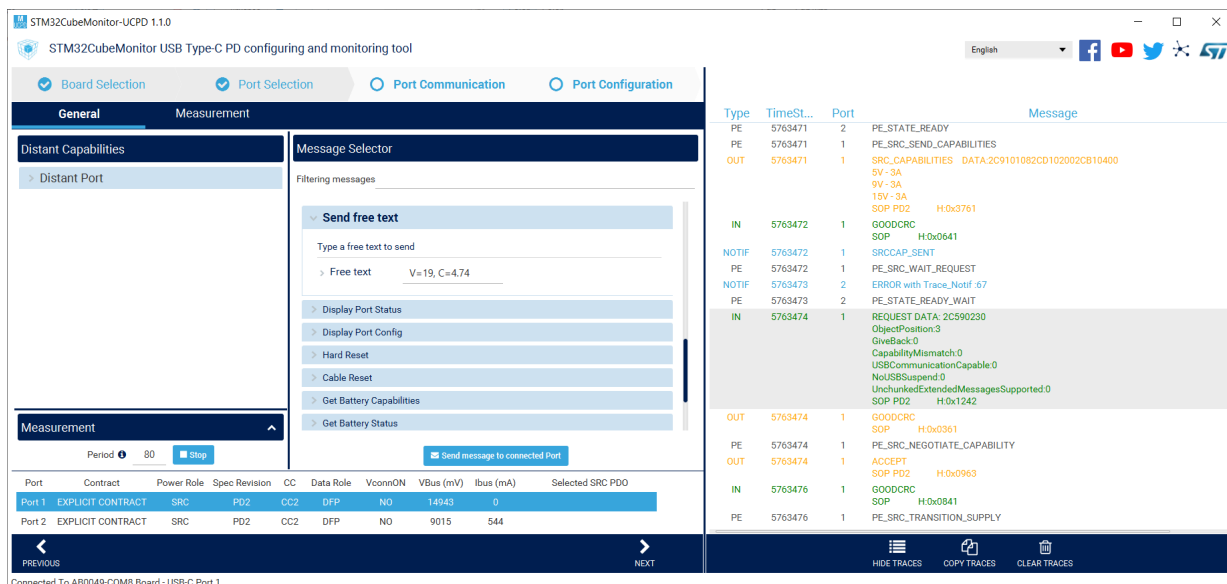 STM32CubeMonitor-UCPD 1.1.0
STM32CubeMonitor USB Type-C PD configuring and monitoring tool
English
Board Selection
Port Selection
Port Communication
Port Configuration
General
Measurement
Distant Capabilities
Distant Port
Message Selector
Filtering messages
Send free text
Type a free text to send
Free text V=19, C=4.74
Display Port Status
Display Port Config
Hard Reset
Cable Reset
Get Battery Capabilities
Get Battery Status
Send message to connected Port
Measurement
Period 80 Stop
Port Contract Power Role Spec Revision CC Data Role VconnON VBus (mV) Ibus (mA) Selected SRC PDO
Port 1 EXPLICIT CONTRACT SRC PD2 CC2 DFP NO 14943 0
Port 2 EXPLICIT CONTRACT SRC PD2 CC2 DFP NO 9015 544
PREVIOUS
NEXT
Type TimeSt... Port Message
PE 5763471 2 PE_STATE_READY
PE 5763471 1 PE_SRC_SEND_CAPABILITIES
OUT 5763471 1 SRC_CAPABILITIES DATA:2C9101082CD102002CB10400
5V - 3A
9V - 3A
15V - 3A
SOP PD2 H:0x3761
IN 5763472 1 GOODCRC
SOP H:0x0641
NOTIF 5763472 1 SRCCAP_SENT
PE 5763472 1 PE_SRC_WAIT_REQUEST
NOTIF 5763473 2 ERROR with Trace_Notif :67
PE 5763473 2 PE_STATE_READY_WAIT
IN 5763474 1 REQUEST DATA: 2C590230
ObjectPosition:3
GiveBack:0
CapabilityMismatch:0
USBCommunicationCapable:0
NoUSBSuspend:0
UnchunkedExtendedMessagesSupported:0
SOP PD2 H:0x1242
OUT 5763474 1 GOODCRC
SOP H:0x0361
PE 5763474 1 PE_SRC_NEGOTIATE_CAPABILITY
OUT 5763474 1 ACCEPT
SOP PD2 H:0x0963
IN 5763476 1 GOODCRC
SOP H:0x0841
PE 5763476 1 PE_SRC_TRANSITION_SUPPLY
HIDE TRACES
COPY TRACES
CLEAR TRACES
Connected To AB0049-COM8 Board - USB-C Port 1